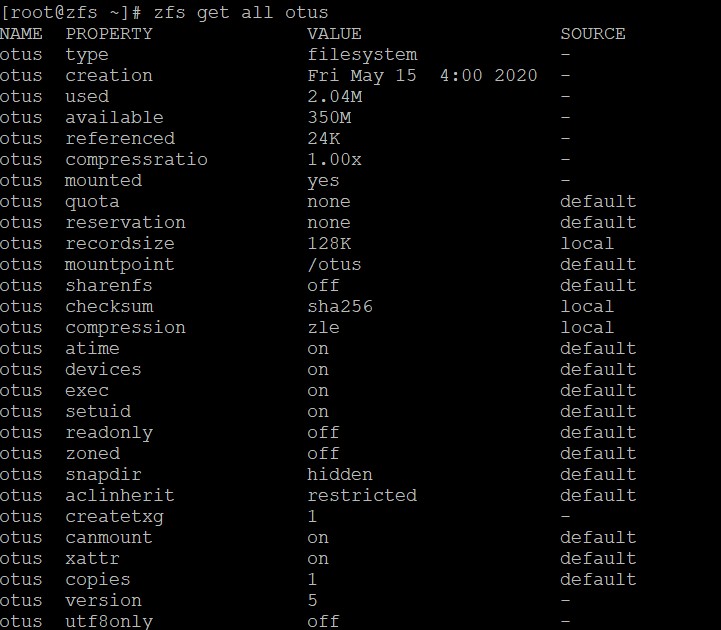 [root@zfs ~]# zfs get all otus
NAME  PROPERTY              VALUE                  SOURCE
otus  type                  filesystem             -
otus  creation              Fri May 15  4:00 2020  -
otus  used                  2.04M                  -
otus  available             350M                   -
otus  referenced            24K                    -
otus  compressratio         1.00x                  -
otus  mounted               yes                    -
otus  quota                 none                   default
otus  reservation           none                   default
otus  recordsize            128K                   local
otus  mountpoint            /otus                  default
otus  sharenfs              off                    default
otus  checksum              sha256                 local
otus  compression           zle                    local
otus  atime                 on                     default
otus  devices               on                     default
otus  exec                  on                     default
otus  setuid                on                     default
otus  readonly              off                    default
otus  zoned                 off                    default
otus  snapdir               hidden                 default
otus  aclinherit            restricted             default
otus  createtxg             1                      -
otus  canmount              on                     default
otus  xattr                 on                     default
otus  copies                1                      default
otus  version               5                      -
otus  utf8only              off                    -